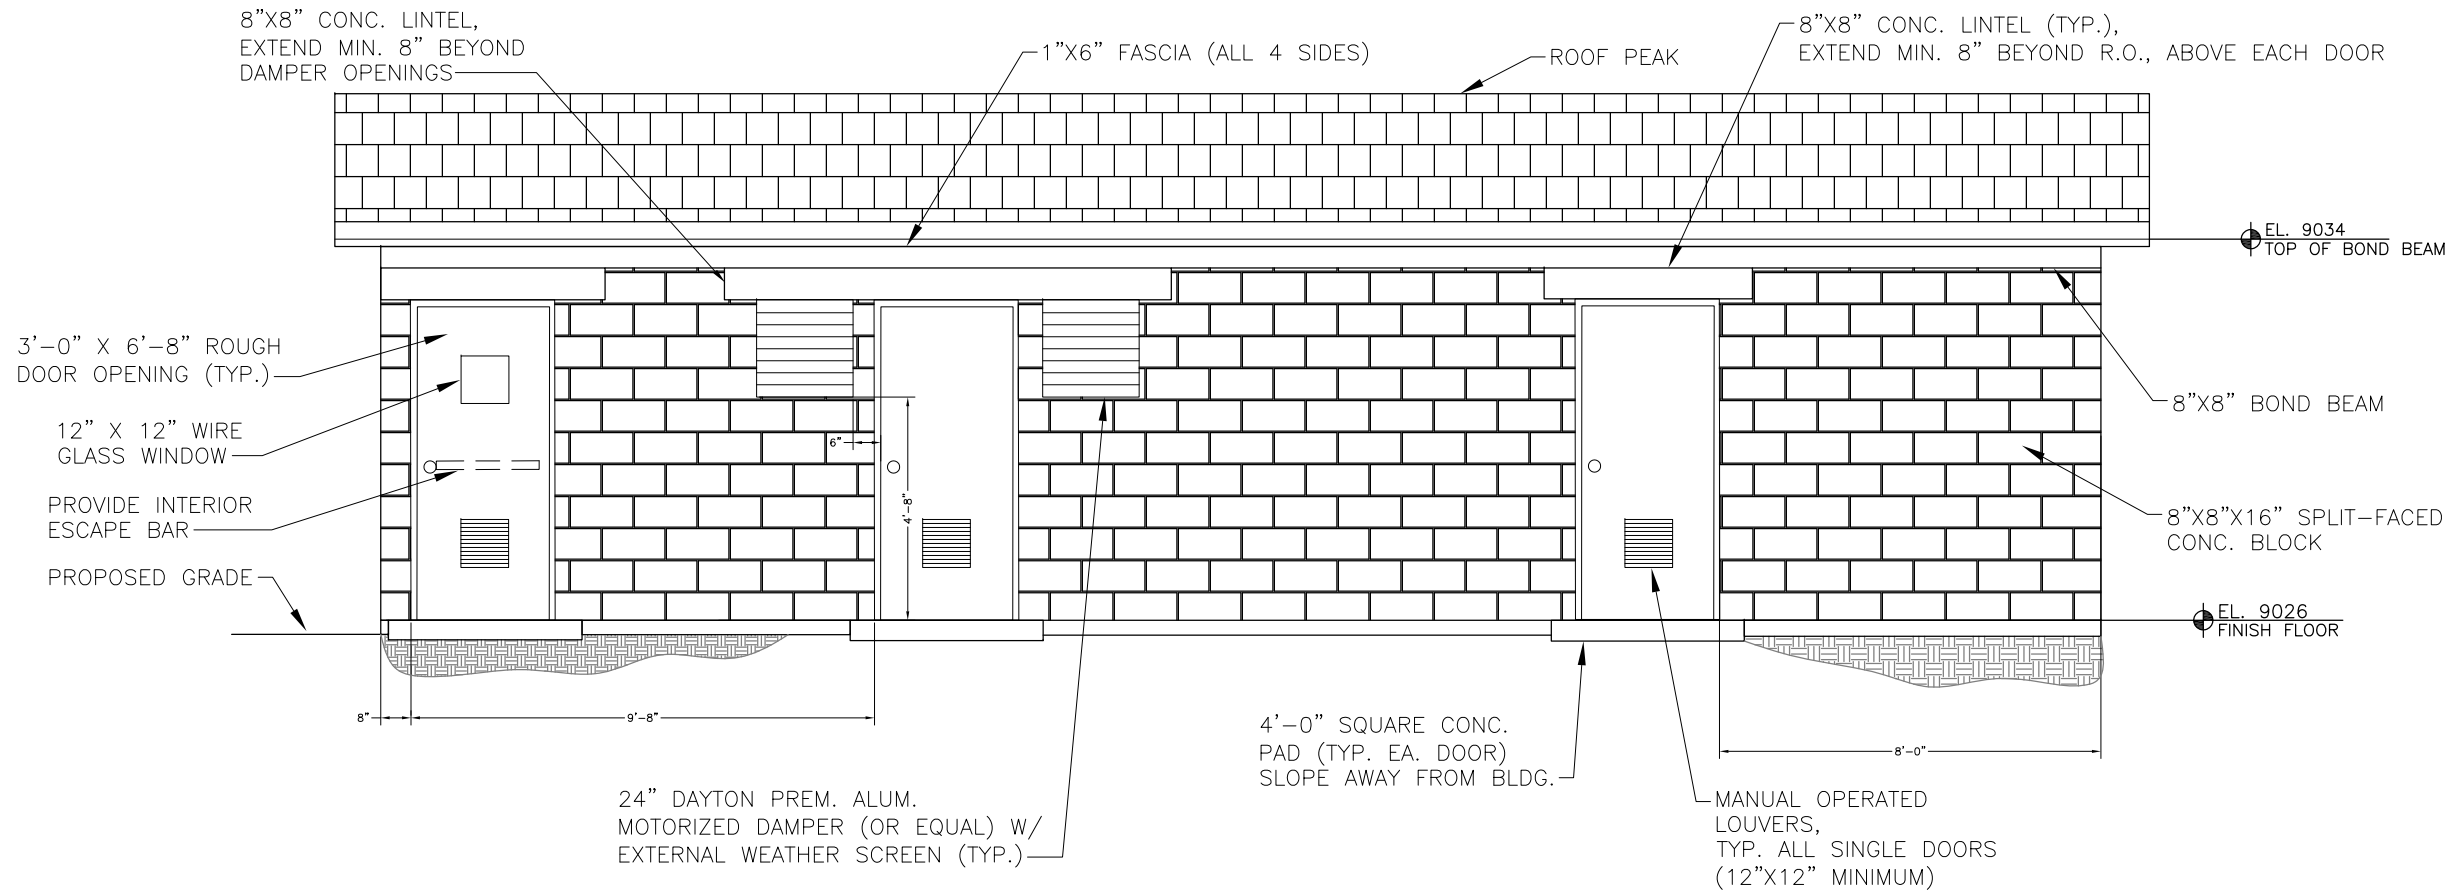 8”X8” CONC. LINTEL,
EXTEND MIN. 8” BEYOND
DAMPER OPENINGS
1”X6” FASCIA (ALL 4 SIDES)
ROOF PEAK
8”X8” CONC. LINTEL (TYP.),
EXTEND MIN. 8” BEYOND R.O., ABOVE EACH DOOR
EL. 9034
TOP OF BOND BEAM
3’-0” X 6’-8” ROUGH
DOOR OPENING (TYP.)
12” X 12” WIRE
GLASS WINDOW
PROVIDE INTERIOR
ESCAPE BAR
PROPOSED GRADE
6”
4’-8”
8”X8” BOND BEAM
8”X8”X16” SPLIT-FACED
CONC. BLOCK
EL. 9026
FINISH FLOOR
8”
9’-8”
8’-0”
4’-0” SQUARE CONC.
PAD (TYP. EA. DOOR)
SLOPE AWAY FROM BLDG.
24” DAYTON PREM. ALUM.
MOTORIZED DAMPER (OR EQUAL) W/
EXTERNAL WEATHER SCREEN (TYP.)
MANUAL OPERATED
LOUVERS,
TYP. ALL SINGLE DOORS
(12”X12” MINIMUM)